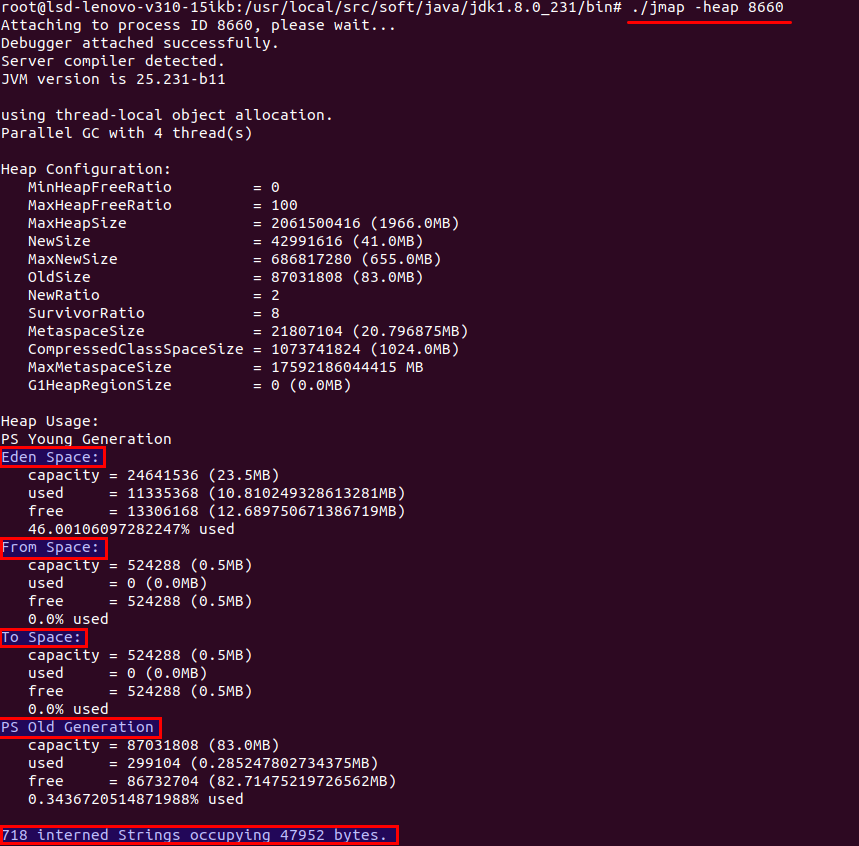 root@lsd-lenovo-v310-15ikb:/usr/local/src/soft/java/jdk1.8.0_231/bin# ./jmap -heap 8660
Attaching to process ID 8660, please wait...
Debugger attached successfully.
Server compiler detected.
JVM version is 25.231-b11

using thread-local object allocation.
Parallel GC with 4 thread(s)

Heap Configuration:
   MinHeapFreeRatio         = 0
   MaxHeapFreeRatio         = 100
   MaxHeapSize              = 2061500416 (1966.0MB)
   NewSize                  = 42991616 (41.0MB)
   MaxNewSize               = 686817280 (655.0MB)
   OldSize                  = 87031808 (83.0MB)
   NewRatio                 = 2
   SurvivorRatio            = 8
   MetaspaceSize            = 21807104 (20.796875MB)
   CompressedClassSpaceSize = 1073741824 (1024.0MB)
   MaxMetaspaceSize         = 17592186044415 MB
   G1HeapRegionSize         = 0 (0.0MB)

Heap Usage:
PS Young Generation
Eden Space:
   capacity = 24641536 (23.5MB)
   used     = 11335368 (10.810249328613281MB)
   free     = 13306168 (12.689750671386719MB)
   46.00106097282247% used
From Space:
   capacity = 524288 (0.5MB)
   used     = 0 (0.0MB)
   free     = 524288 (0.5MB)
   0.0% used
To Space:
   capacity = 524288 (0.5MB)
   used     = 0 (0.0MB)
   free     = 524288 (0.5MB)
   0.0% used
PS Old Generation
   capacity = 87031808 (83.0MB)
   used     = 299104 (0.285247802734375MB)
   free     = 86732704 (82.71475219726562MB)
   0.3436720514871988% used

718 interned Strings occupying 47952 bytes.